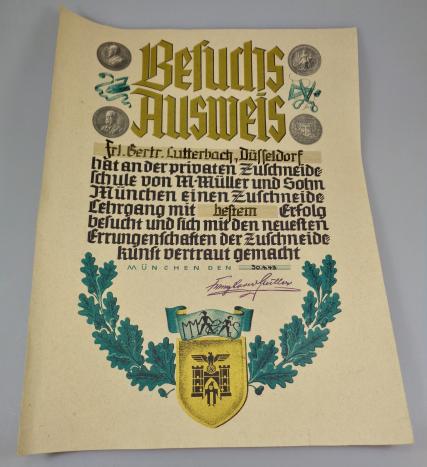 Besuchs
Ausweis
Frl. Gertr. Lutterbach, Düsseldorf
hat an der privaten Zuschneide
schule von M·Müller und Sohn
München einen Zuschneide
Lehrgang mit bestem Erfolg
besucht und sich mit den neuesten
Errungenschaften der Zuschneide
kunst vertraut gemacht
MÜNCHEN DEN 30.4.43